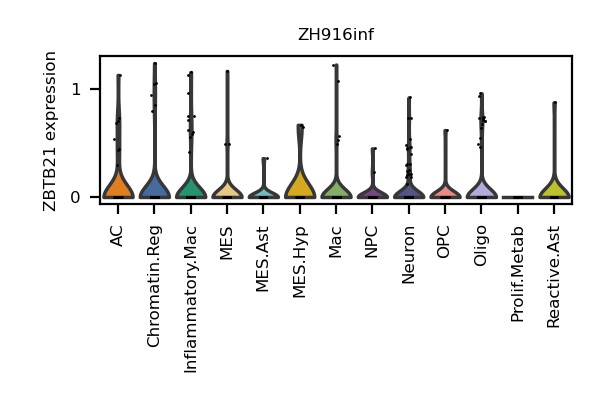 ZH916inf
ZBTB21 expression
1
0
AC
Chromatin.Reg
Inflammatory.Mac
MES
MES.Ast
MES.Hyp
Mac
NPC
Neuron
OPC
Oligo
Prolif.Metab
Reactive.Ast